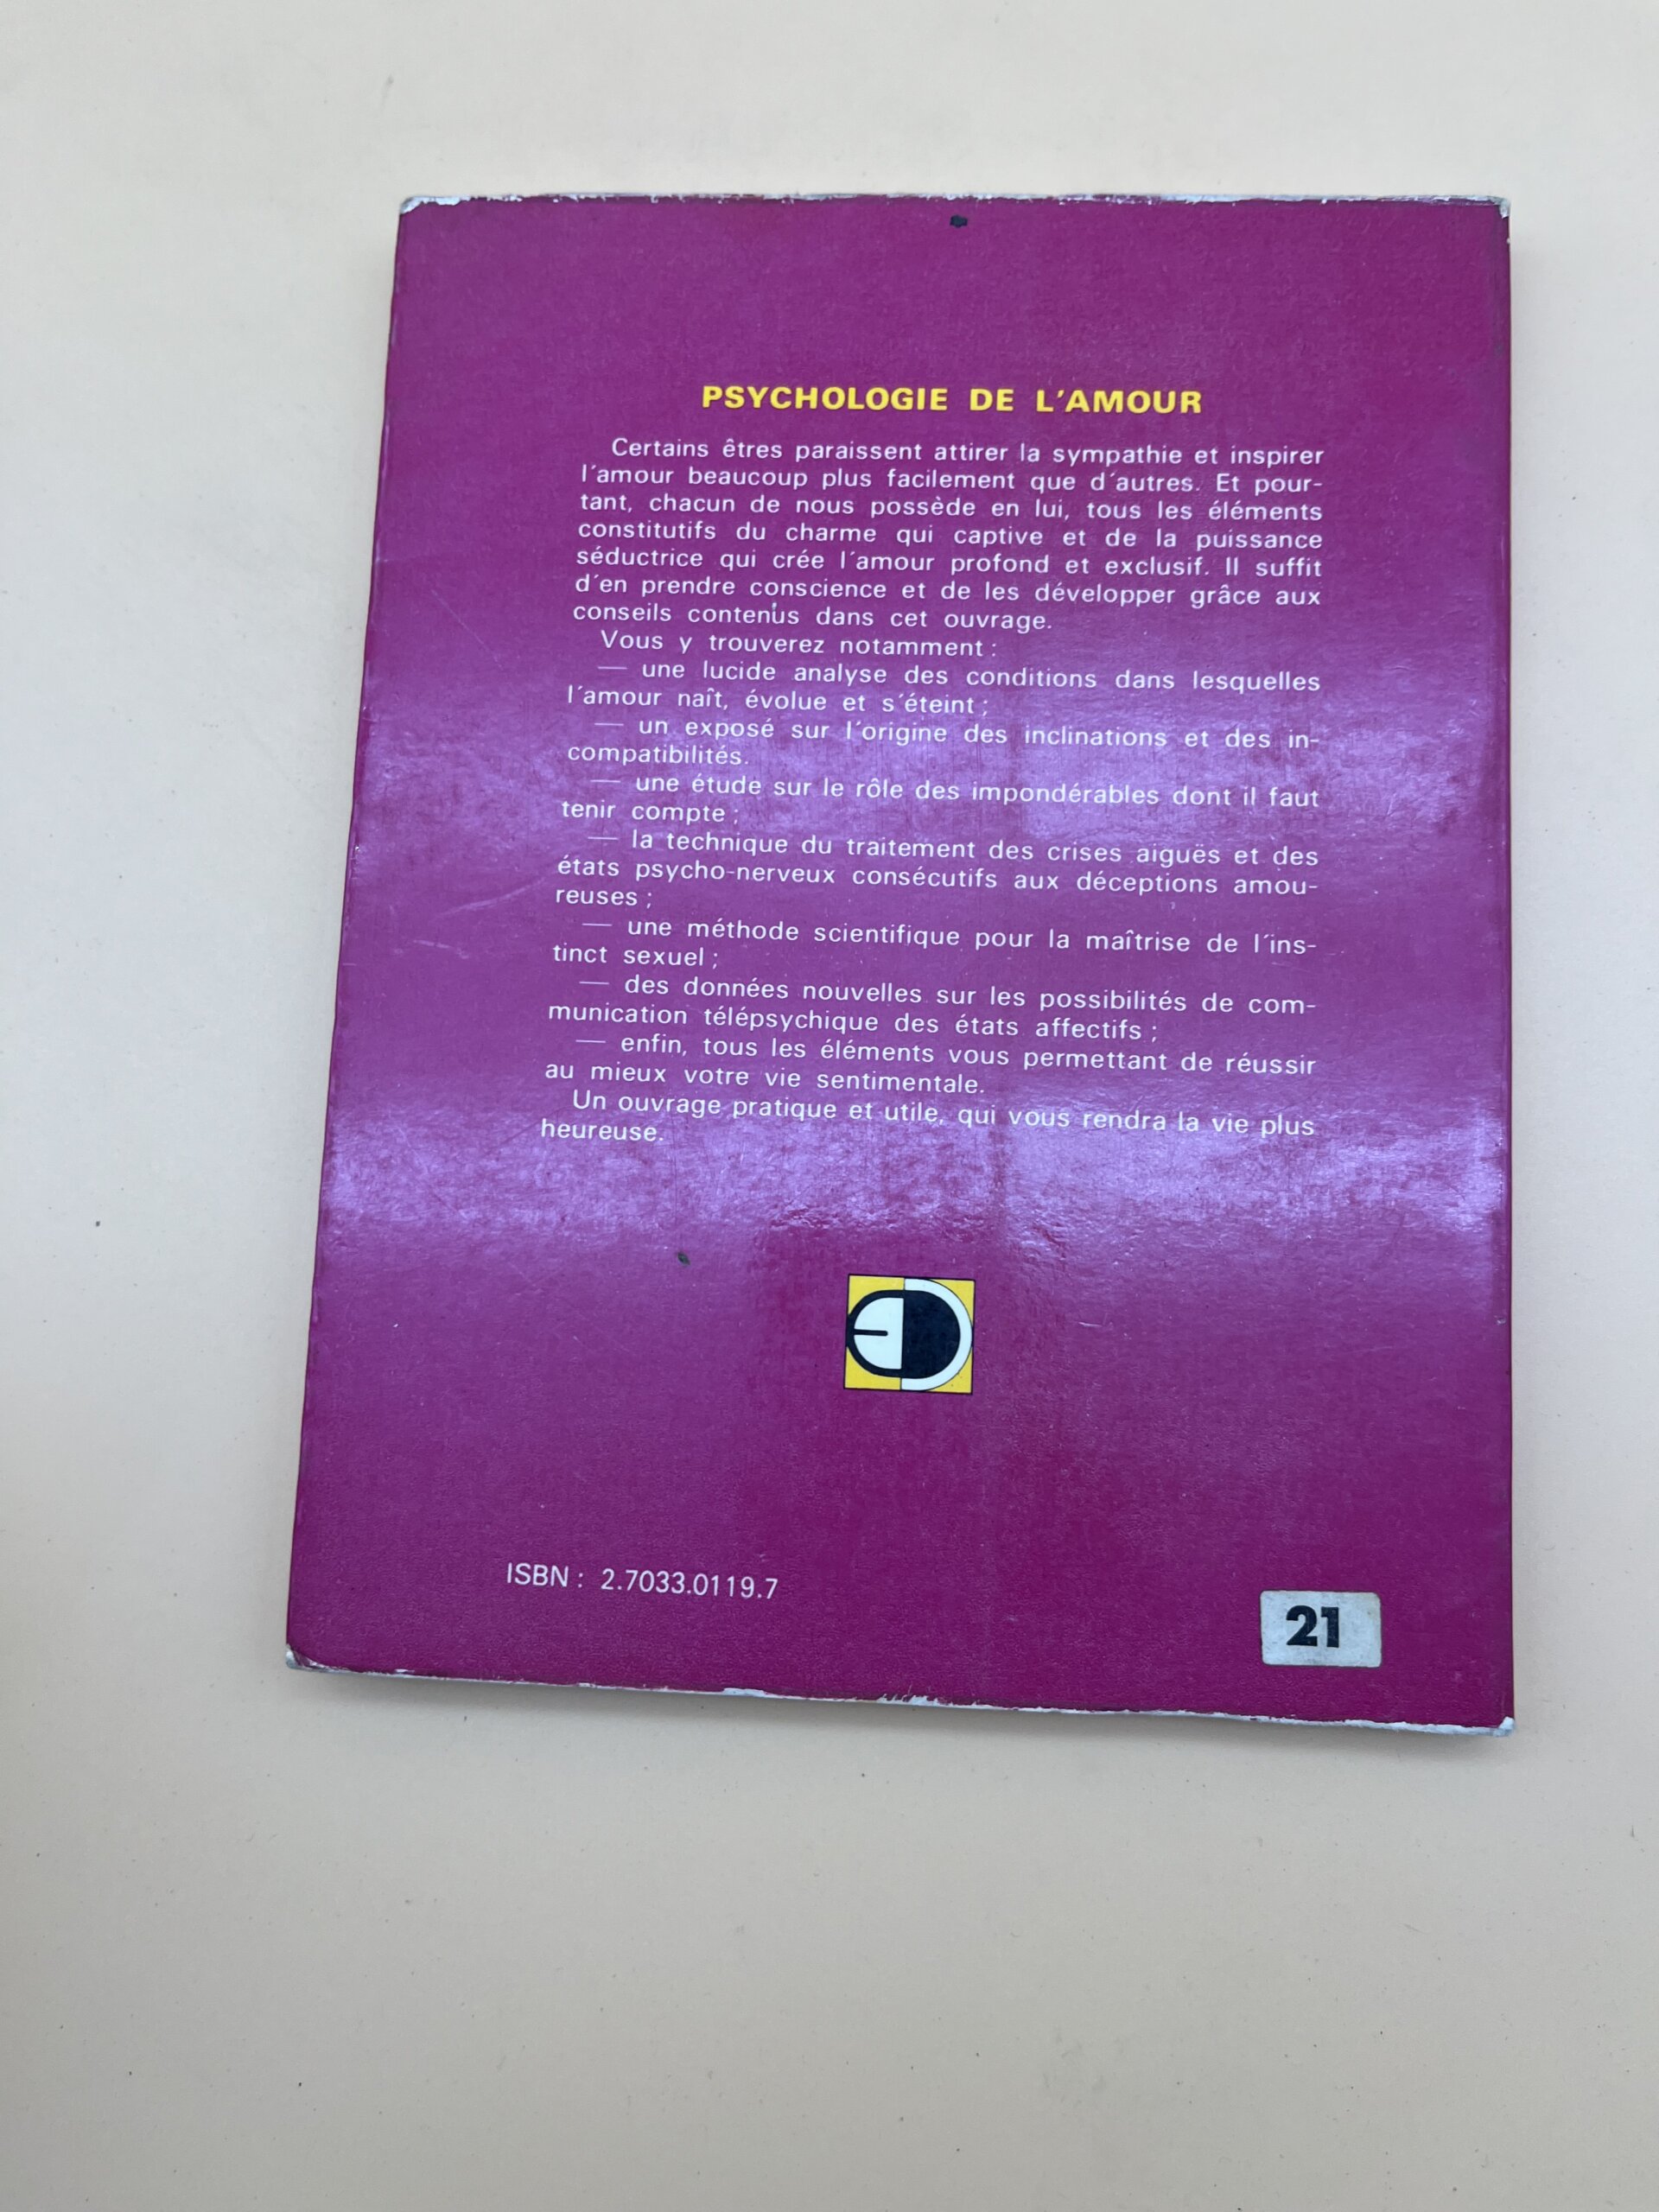 PSYCHOLOGIE DE L'AMOUR
Certains êtres paraissent attirer la sympathie et inspirer
l'amour beaucoup plus facilement que d'autres. Et pour-
tant, chacun de nous possède en lui, tous les éléments
constitutifs du charme qui captive et de la puissance
séductrice qui crée l'amour profond et exclusif. Il suffit
d'en prendre conscience et de les développer grâce aux
conseils contenus dans cet ouvrage.
Vous y trouverez notamment :
— une lucide analyse des conditions dans lesquelles
l'amour naît, évolue et s'éteint ;
— un exposé sur l'origine des inclinations et des in-
compatibilités.
— une étude sur le rôle des impondérables dont il faut
tenir compte ;
— la technique du traitement des crises aiguës et des
états psycho-nerveux consécutifs aux déceptions amou-
reuses ;
— une méthode scientifique pour la maîtrise de l'ins-
tinct sexuel ;
— des données nouvelles sur les possibilités de com-
munication télépsychique des états affectifs ;
— enfin, tous les éléments vous permettant de réussir
au mieux votre vie sentimentale.
Un ouvrage pratique et utile, qui vous rendra la vie plus
heureuse.
ED
ISBN : 2.7033.0119.7
21